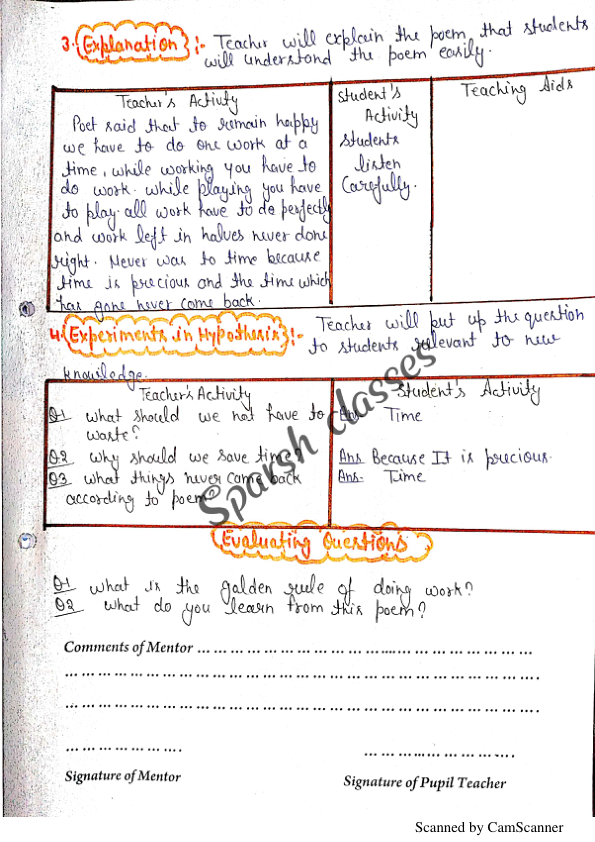 3. Explanation :- Teacher will explain the poem that students
will understand the poem easily.
Teacher's Activity
Poet said that to remain happy
we have to do one work at a
time, while working you have to
do work. while playing you have
to play. all work have to do perfectly
and work left in halves never done
right. Never was to time because
time is precious and the time which
has gone never come back.
Student's
Activity
Students
listen
Carefully.
Teaching Aids
4. Experiments in Hypothesis :- Teacher will put up the question
to students relevant to new
knowledge.
Teacher's Activity
Q1 what should we not have to
waste?
Q2 why should we save time?
Q3 what things never came back
according to poem?
Student's Activity
Ans Time
Ans Because It is precious.
Ans. Time
Sparsh classes
Evaluating Questions
Q1 what is the golden rule of doing work?
Q2 what do you learn from this poem?
Comments of Mentor
Signature of Mentor
Signature of Pupil Teacher
Scanned by CamScanner